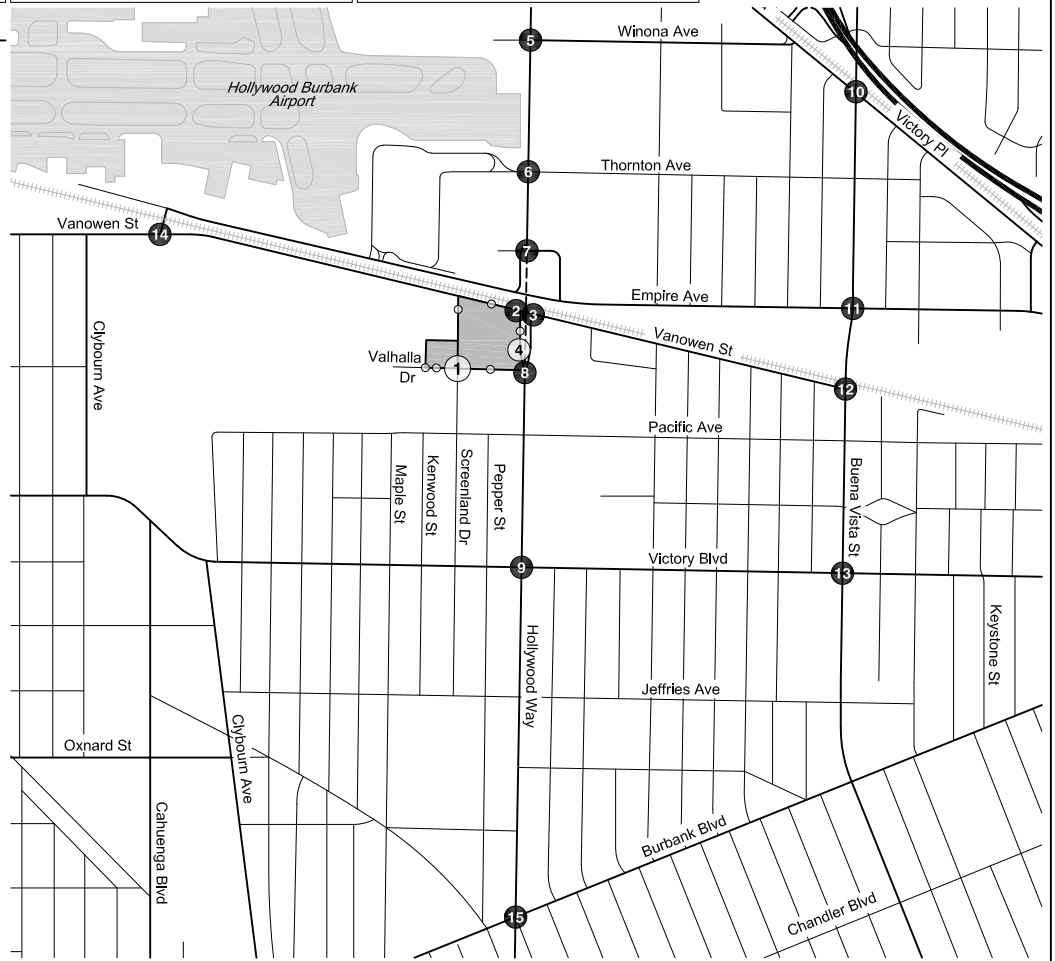 Winona Ave
5
Hollywood Burbank
Airport
10
Victory Pl
6
Thornton Ave
Vanowen St
14
7
Empire Ave
2
3
11
Vanowen St
4
Valhalla
Dr
1
8
12
Clybourn Ave
Pacific Ave
Maple St
Kenwood St
Screenland Dr
Pepper St
Buena Vista St
9
Victory Blvd
13
Hollywood Way
Keystone St
Jeffries Ave
Clybourn Ave
Oxnard St
Cahuenga Blvd
Burbank Blvd
Chandler Blvd
15